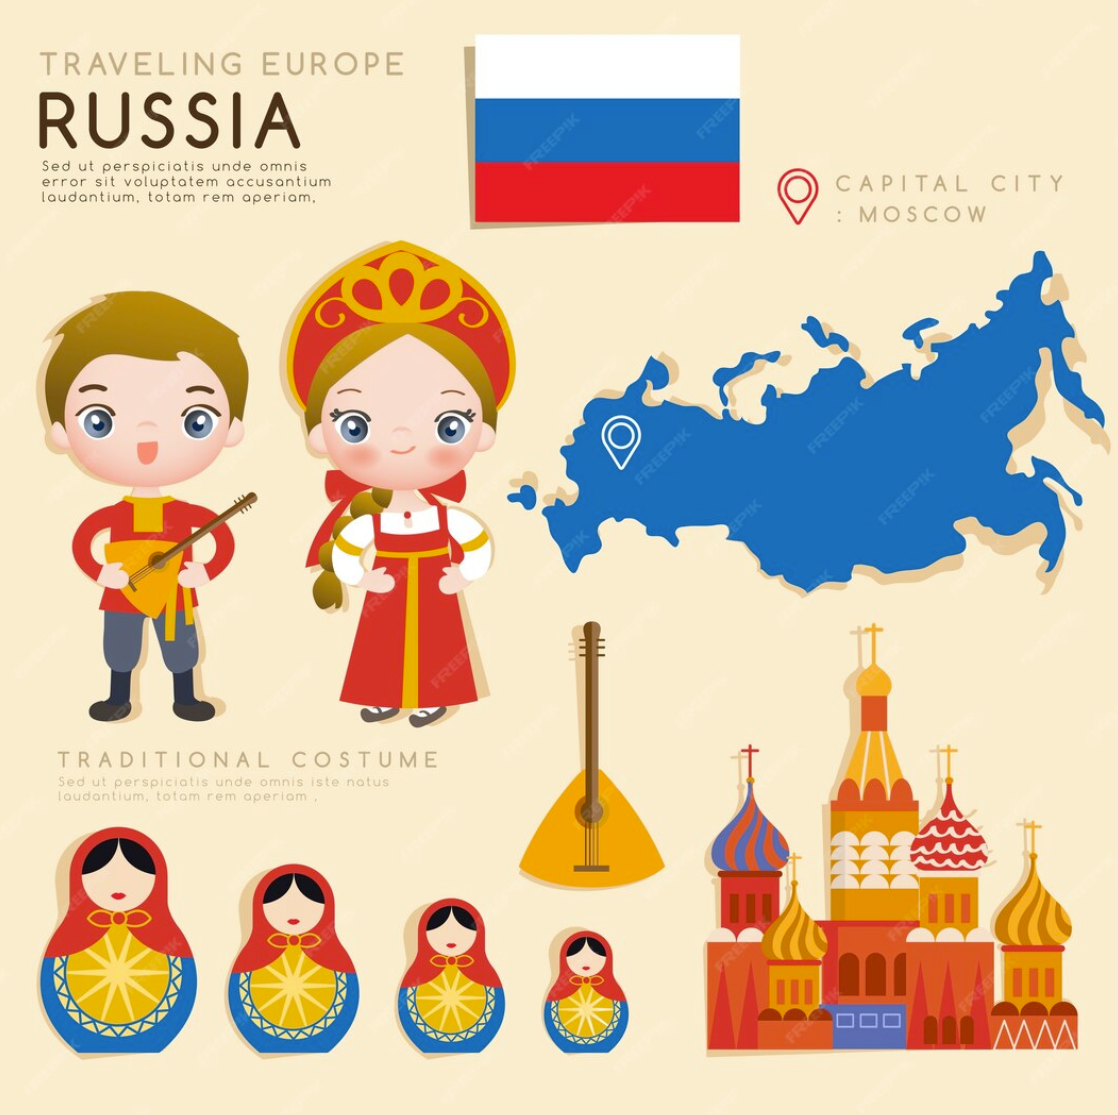 TRAVELING EUROPE
RUSSIA
Sed ut perspiciatis unde omnis
error sit voluptatem accusantium
laudantium, totam rem aperiam,
CAPITAL CITY
: MOSCOW
TRADITIONAL COSTUME
Sed ut perspiciatis unde omnis iste natus
laudantium, totam rem aperiam ,
FREEPIK